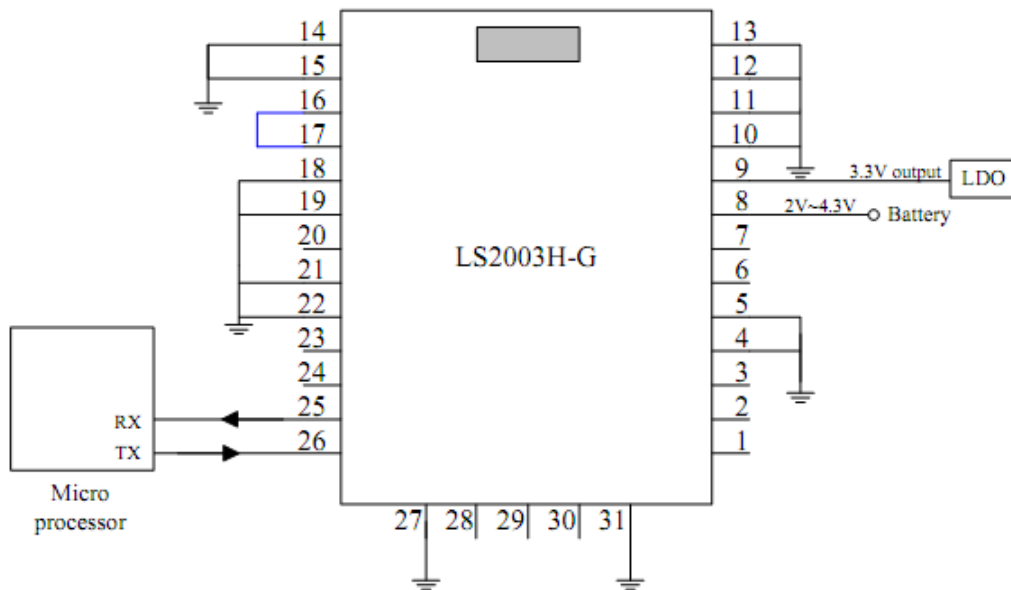 14 13
15 12
16 11
17 10
18 9 3.3V output LDO
19 8 2V~4.3V Battery
20 7
LS2003H-G
21 6
22 5
23 4
24 3
RX 25 2
TX 26 1
Micro
processor
27 28 29 30 31